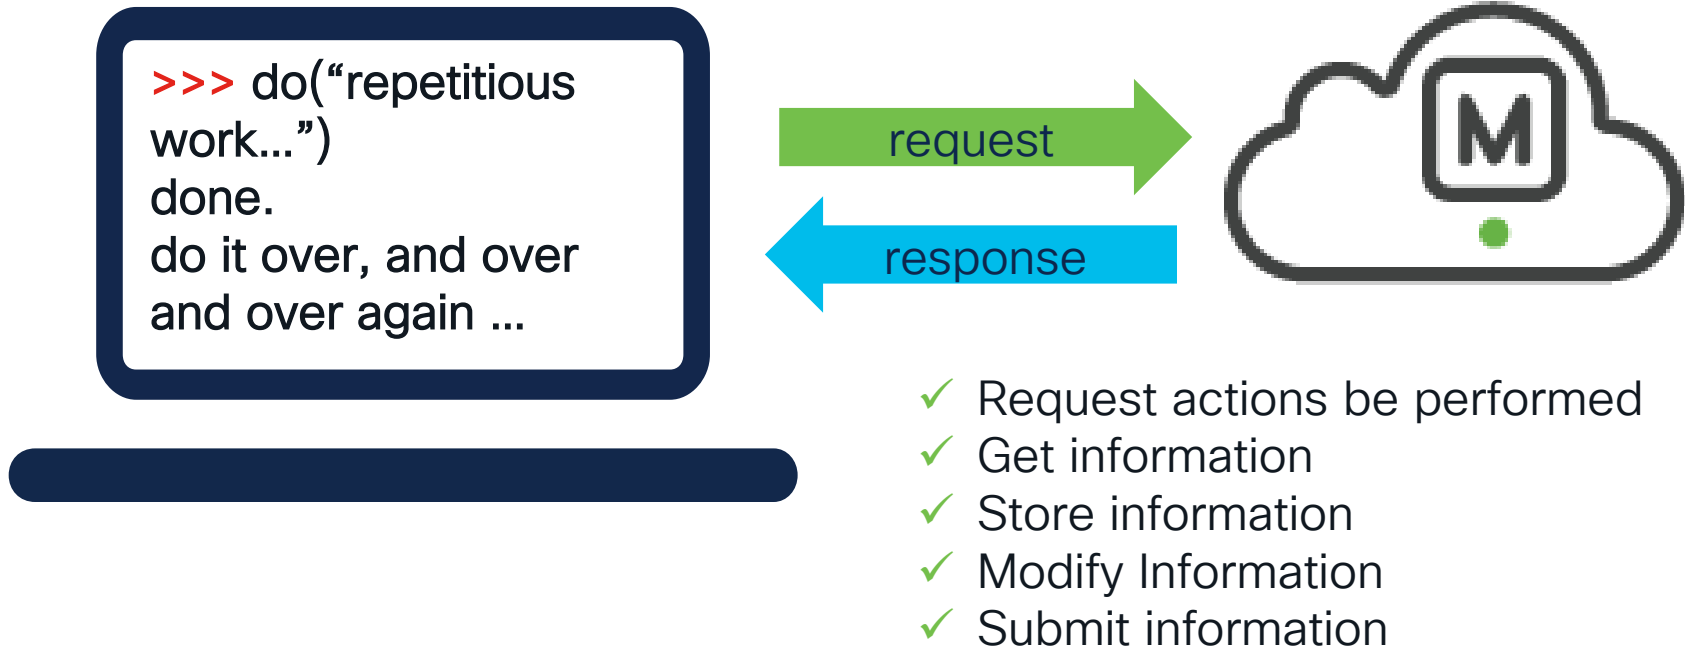 >>> do(“repetitious
work...”)
done.
do it over, and over
and over again ...
request
response
M
Request actions be performed
Get information
Store information
Modify Information
Submit information